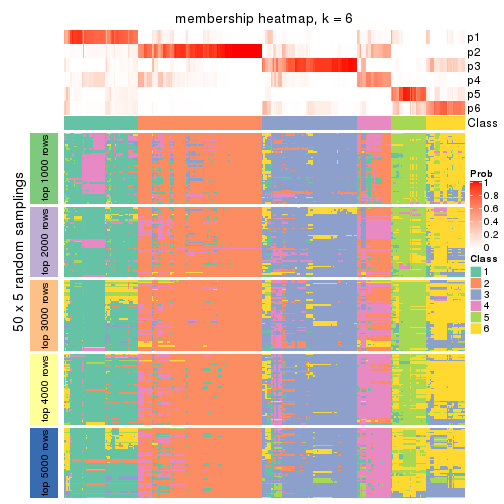 membership heatmap, k = 6
p1
p2
p3
p4
p5
p6
Class
50 x 5 random samplings
top 1000 rows
top 2000 rows
top 3000 rows
top 4000 rows
top 5000 rows
Prob
1
0.8
0.6
0.4
0.2
0
Class
1
2
3
4
5
6